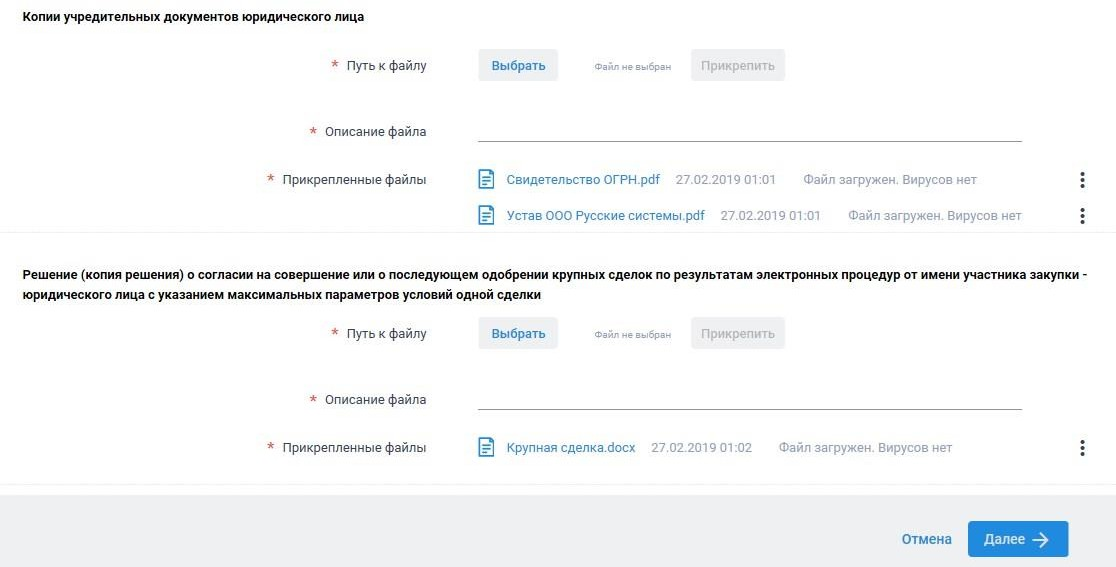 Копии учредительных документов юридического лица
* Путь к файлу Выбрать Файл не выбран Прикрепить
* Описание файла
* Прикрепленные файлы Свидетельство ОГРН.pdf 27.02.2019 01:01 Файл загружен. Вирусов нет
Устав ООО Русские системы.pdf 27.02.2019 01:01 Файл загружен. Вирусов нет
Решение (копия решения) о согласии на совершение или о последующем одобрении крупных сделок по результатам электронных процедур от имени участника закупки -
юридического лица с указанием максимальных параметров условий одной сделки
* Путь к файлу Выбрать Файл не выбран Прикрепить
* Описание файла
* Прикрепленные файлы Крупная сделка.docx 27.02.2019 01:02 Файл загружен. Вирусов нет
Отмена Далее →